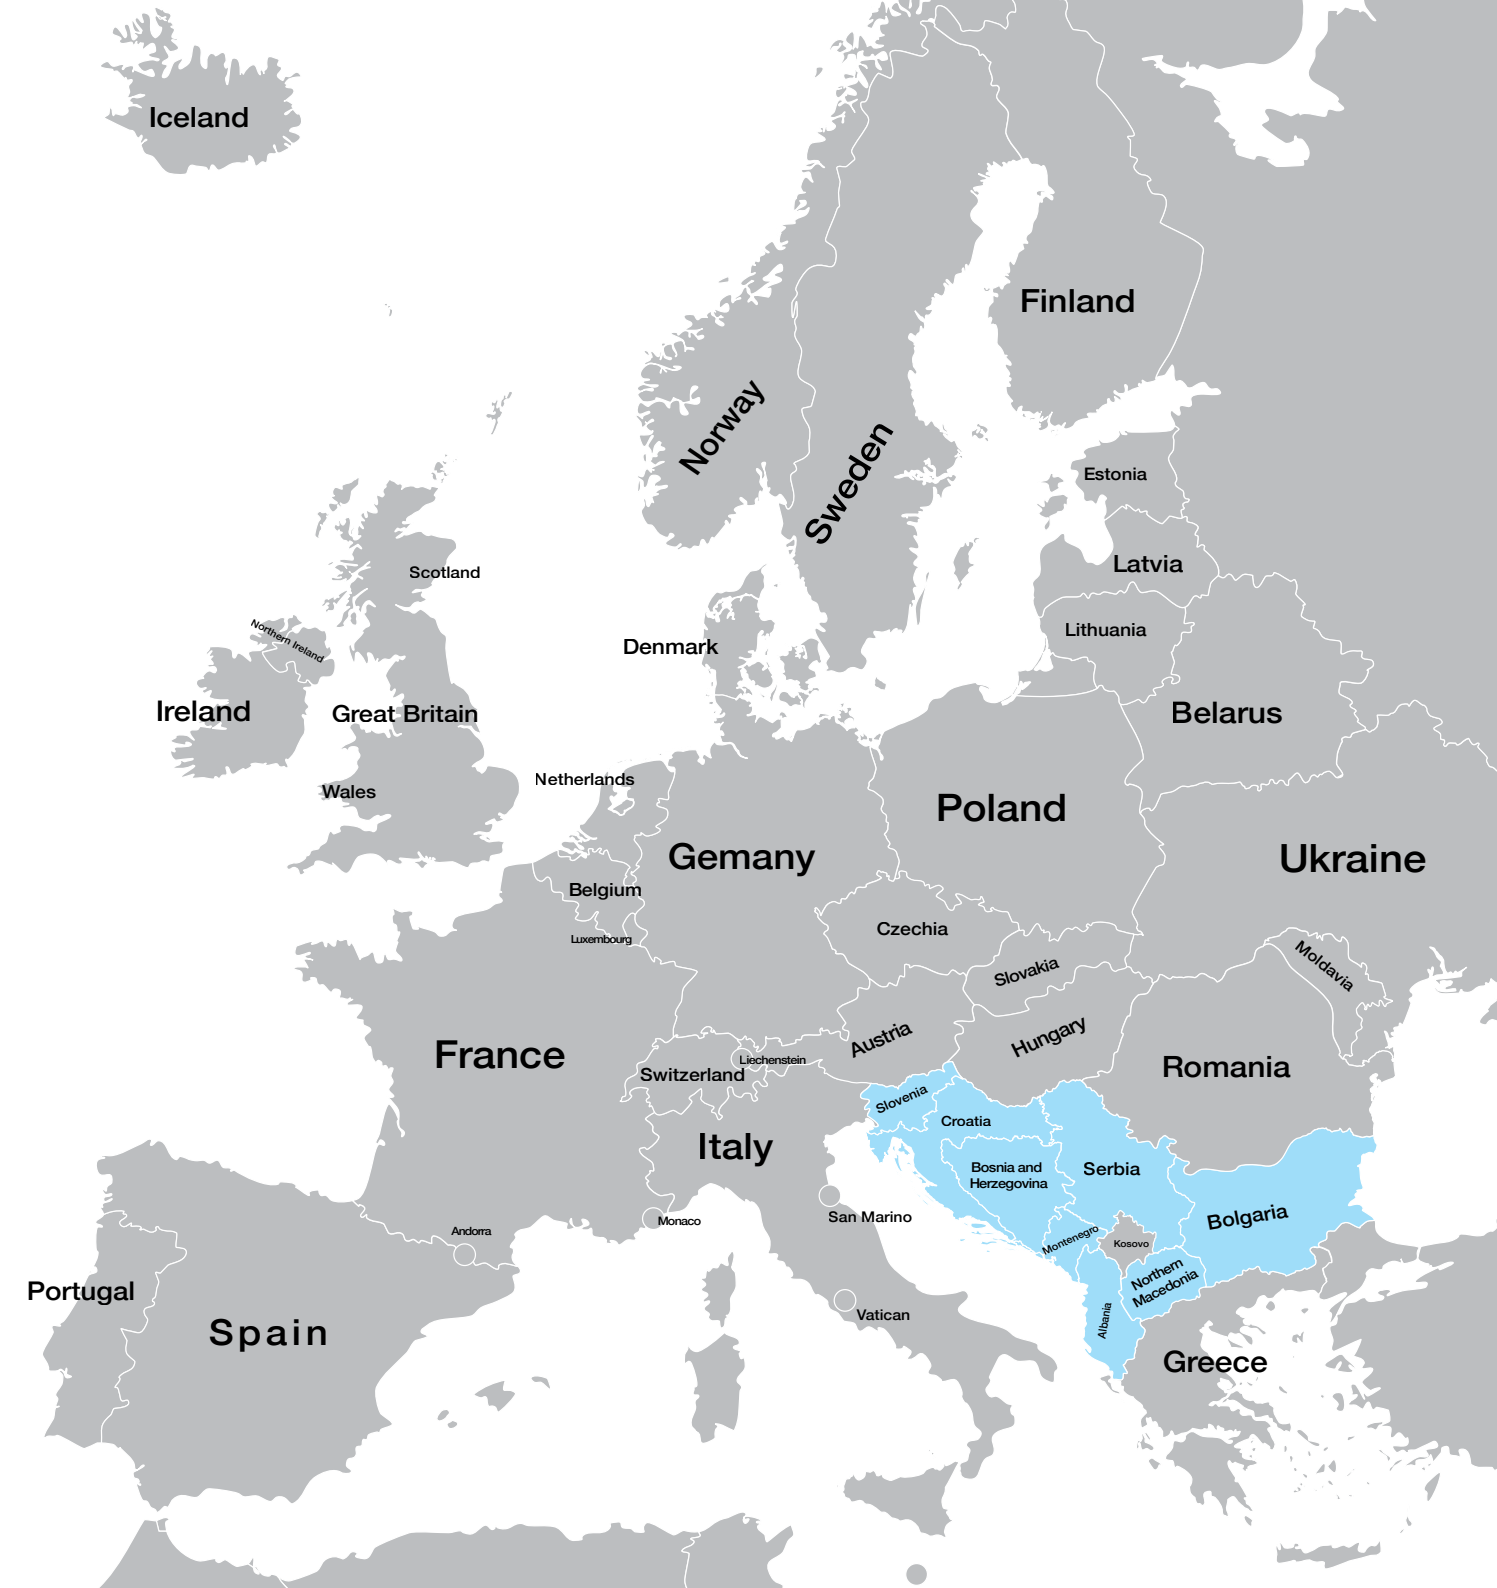 Iceland
Finland
Norway
Sweden
Estonia
Scotland
Latvia
Northern Ireland
Lithuania
Denmark
Ireland
Great Britain
Belarus
Netherlands
Wales
Poland
Gemany
Ukraine
Belgium
Czechia
Luxembourg
Slovakia
Moldavia
Austria
Hungary
France
Liechenstein
Switzerland
Romania
Slovenia
Croatia
Italy
Bosnia and
Herzegovina
Serbia
San Marino
Monaco
Andorra
Bolgaria
Montenegro
Kosovo
Northern
Macedonia
Portugal
Vatican
Albania
Spain
Greece